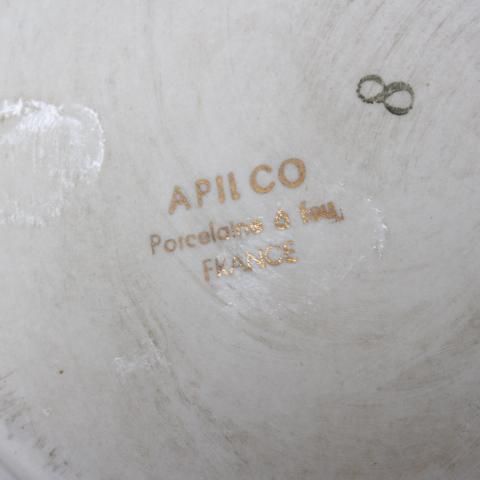 8
APILCO
Porcelaine à feu
FRANCE